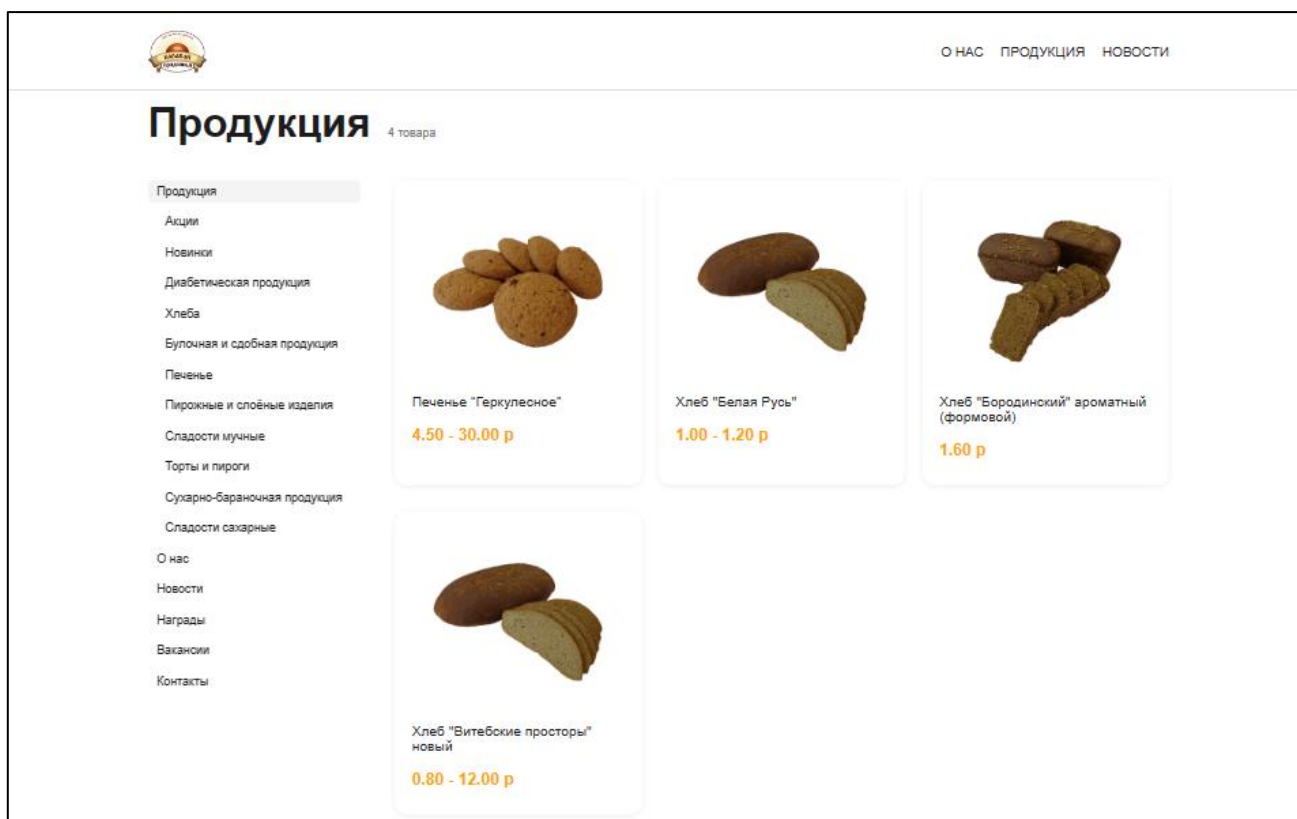 О НАС ПРОДУКЦИЯ НОВОСТИ
Продукция 4 товара
Продукция
Акции
Новинки
Диабетическая продукция
Хлеба
Булочная и сдобная продукция
Печенье
Пирожные и слоёные изделия
Сладости мучные
Торты и пироги
Сухарно-бараночная продукция
Сладости сахарные
О нас
Новости
Награды
Вакансии
Контакты
Печенье "Геркулесное"
4.50 - 30.00 р
Хлеб "Белая Русь"
1.00 - 1.20 р
Хлеб "Бородинский" ароматный
(формовой)
1.60 р
Хлеб "Витебские просторы"
новый
0.80 - 12.00 р